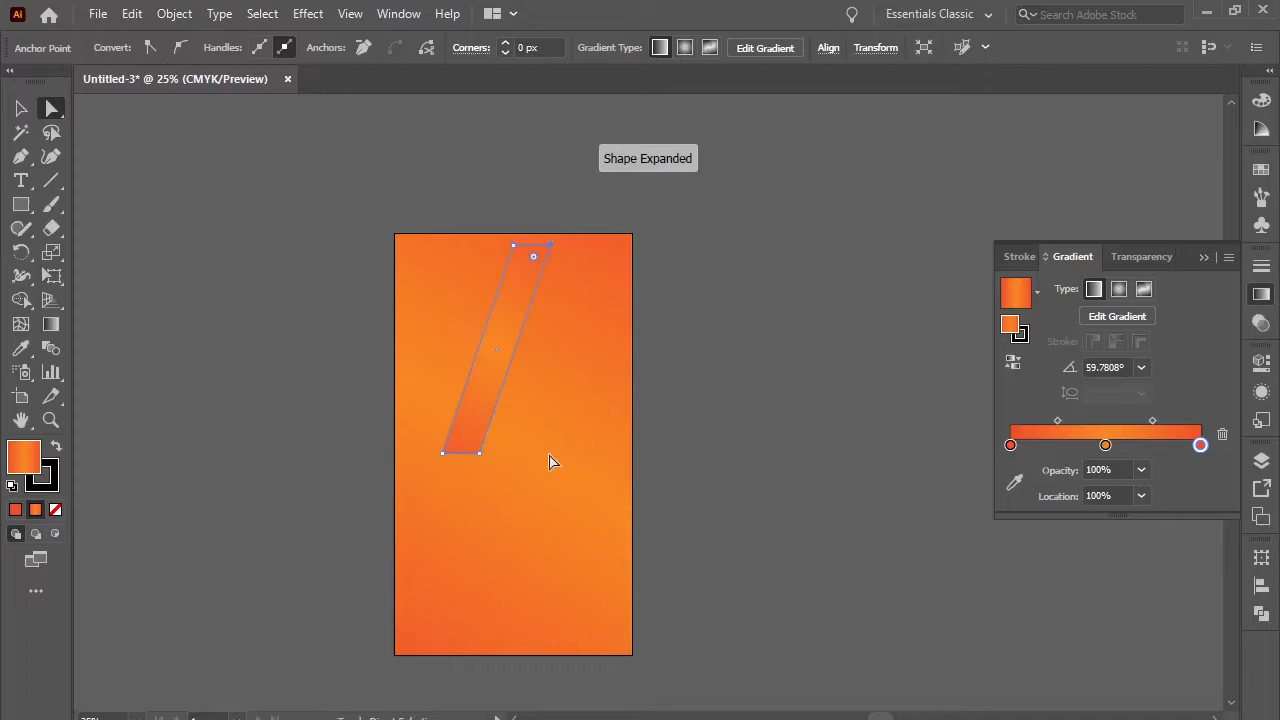 Ai File Edit Object Type Select Effect View Window Help Essentials Classic Search Adobe Stock
Anchor Point Convert: Handles: Anchors: Corners: 0 px Gradient Type: Edit Gradient Align Transform
Untitled-3* @ 25% (CMYK/Preview)
Shape Expanded
Stroke Gradient Transparency
Type:
Edit Gradient
Stroke:
59.7808°
Opacity: 100%
Location: 100%